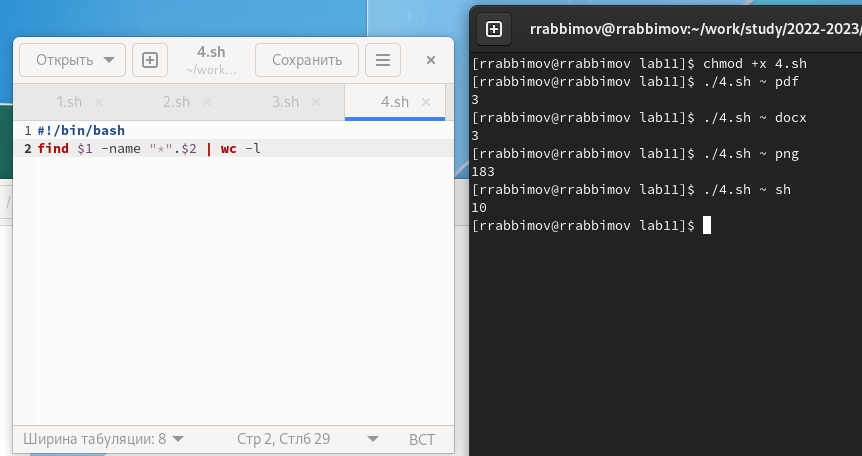 Открыть
4.sh
~/work...
Сохранить
1.sh
2.sh
3.sh
4.sh
1 #!/bin/bash
2 find $1 -name "*".$2 | wc -l
Ширина табуляции: 8
Стр 2, Стлб 29
ВСТ
rrabbimov@rrabbimov:~/work/study/2022-2023/
[rrabbimov@rrabbimov lab11]$ chmod +x 4.sh
[rrabbimov@rrabbimov lab11]$ ./4.sh ~ pdf
3
[rrabbimov@rrabbimov lab11]$ ./4.sh ~ docx
3
[rrabbimov@rrabbimov lab11]$ ./4.sh ~ png
183
[rrabbimov@rrabbimov lab11]$ ./4.sh ~ sh
10
[rrabbimov@rrabbimov lab11]$